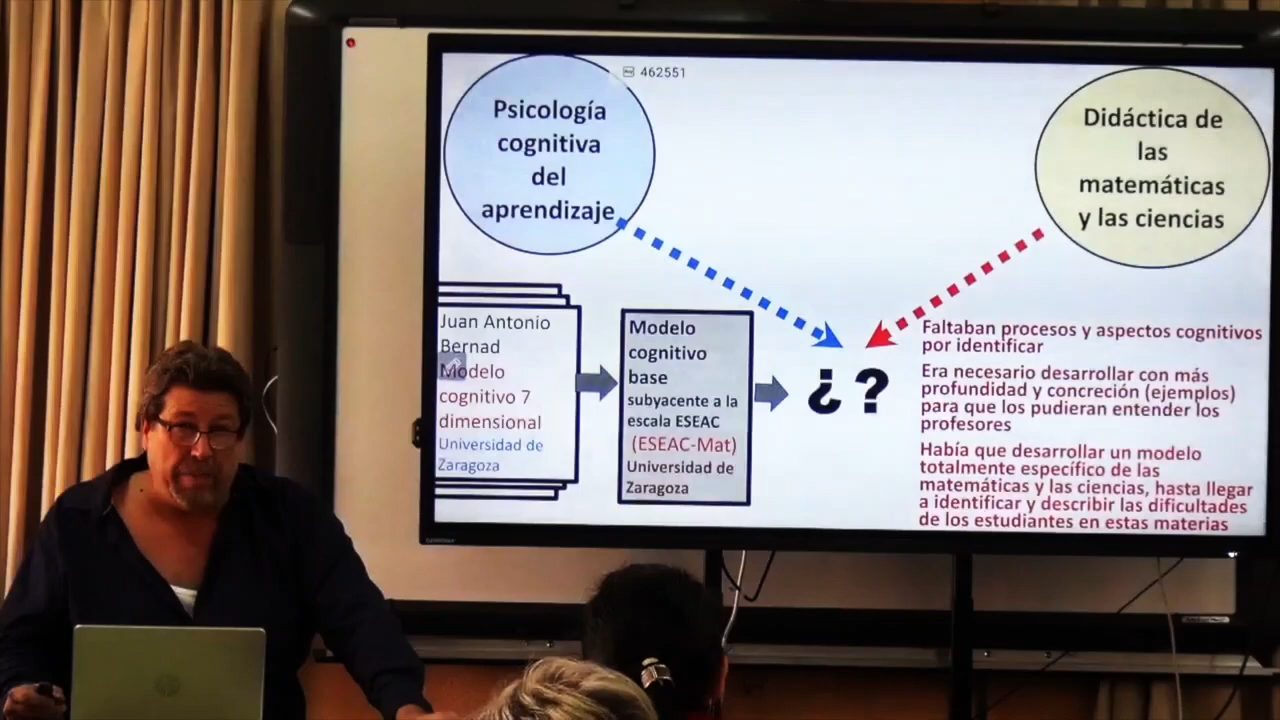 462551
Psicología
cognitiva
del
aprendizaje
Didáctica de
las
matemáticas
y las ciencias
Juan Antonio
Bernad
Modelo
cognitivo 7
dimensional
Universidad de
Zaragoza
Modelo
cognitivo
base
subyacente a la
escala ESEAC
(ESEAC-Mat)
Universidad de
Zaragoza
¿ ?
Faltaban procesos y aspectos cognitivos
por identificar
Era necesario desarrollar con más
profundidad y concreción (ejemplos)
para que los pudieran entender los
profesores
Había que desarrollar un modelo
totalmente específico de las
matemáticas y las ciencias, hasta llegar
a identificar y describir las dificultades
de los estudiantes en estas materias